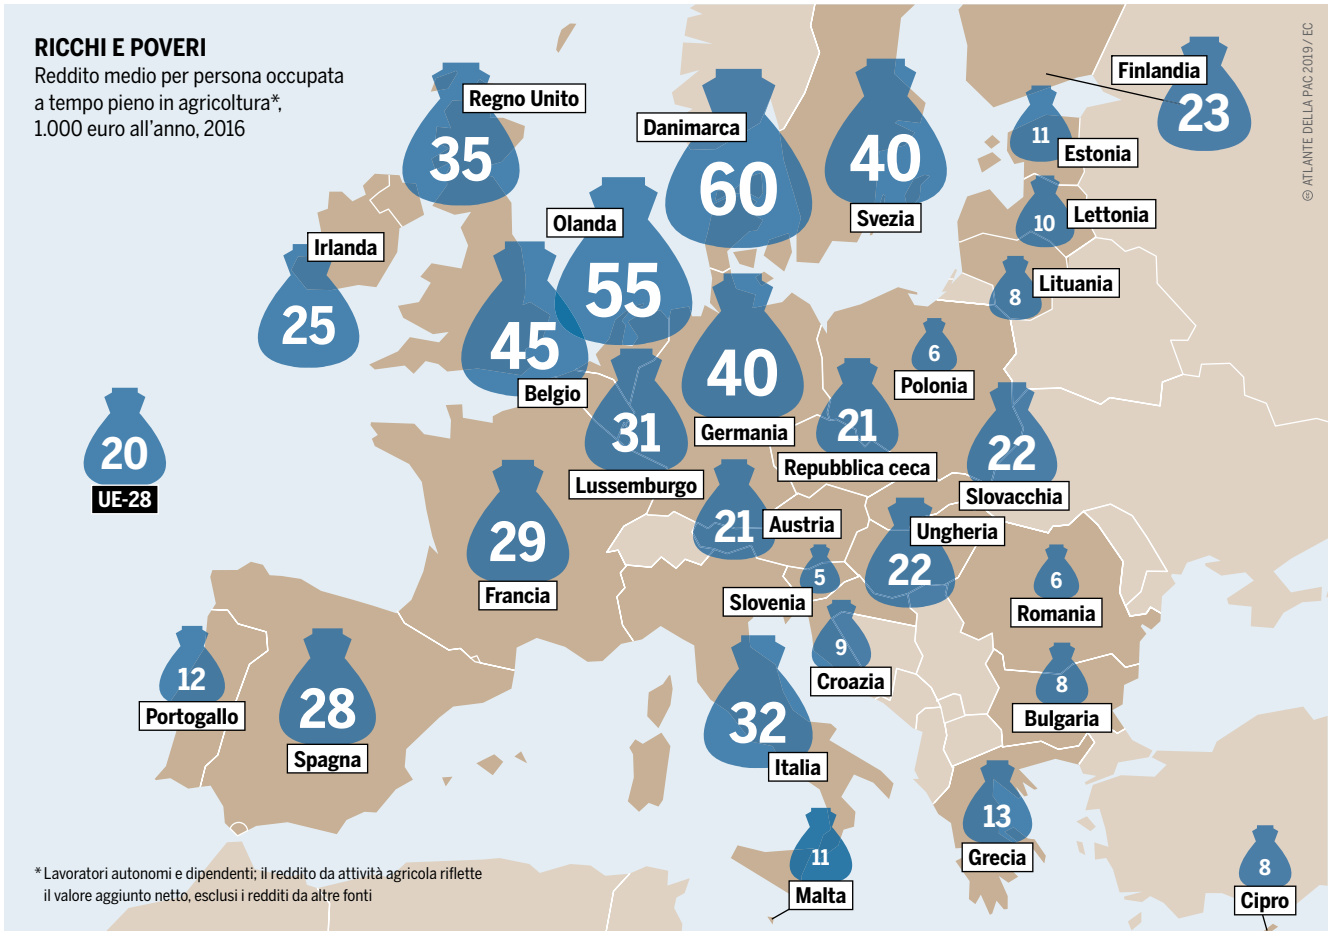 RICCHI E POVERI
Reddito medio per persona occupata
a tempo pieno in agricoltura*,
1.000 euro all'anno, 2016
Regno Unito
35
Danimarca
60
40
Svezia
Finlandia
23
11
Estonia
10
Lettonia
8
Lituania
Irlanda
25
Olanda
55
45
Belgio
40
Germania
6
Polonia
31
Lussemburgo
21
Repubblica ceca
22
Slovacchia
20
UE-28
29
Francia
21
Austria
Ungheria
22
5
Slovenia
6
Romania
12
Portogallo
28
Spagna
9
Croazia
8
Bulgaria
32
Italia
11
Malta
13
Grecia
8
Cipro
* Lavoratori autonomi e dipendenti; il reddito da attività agricola riflette
il valore aggiunto netto, esclusi i redditi da altre fonti
ATLANTE DELLA PAC 2019 / EC